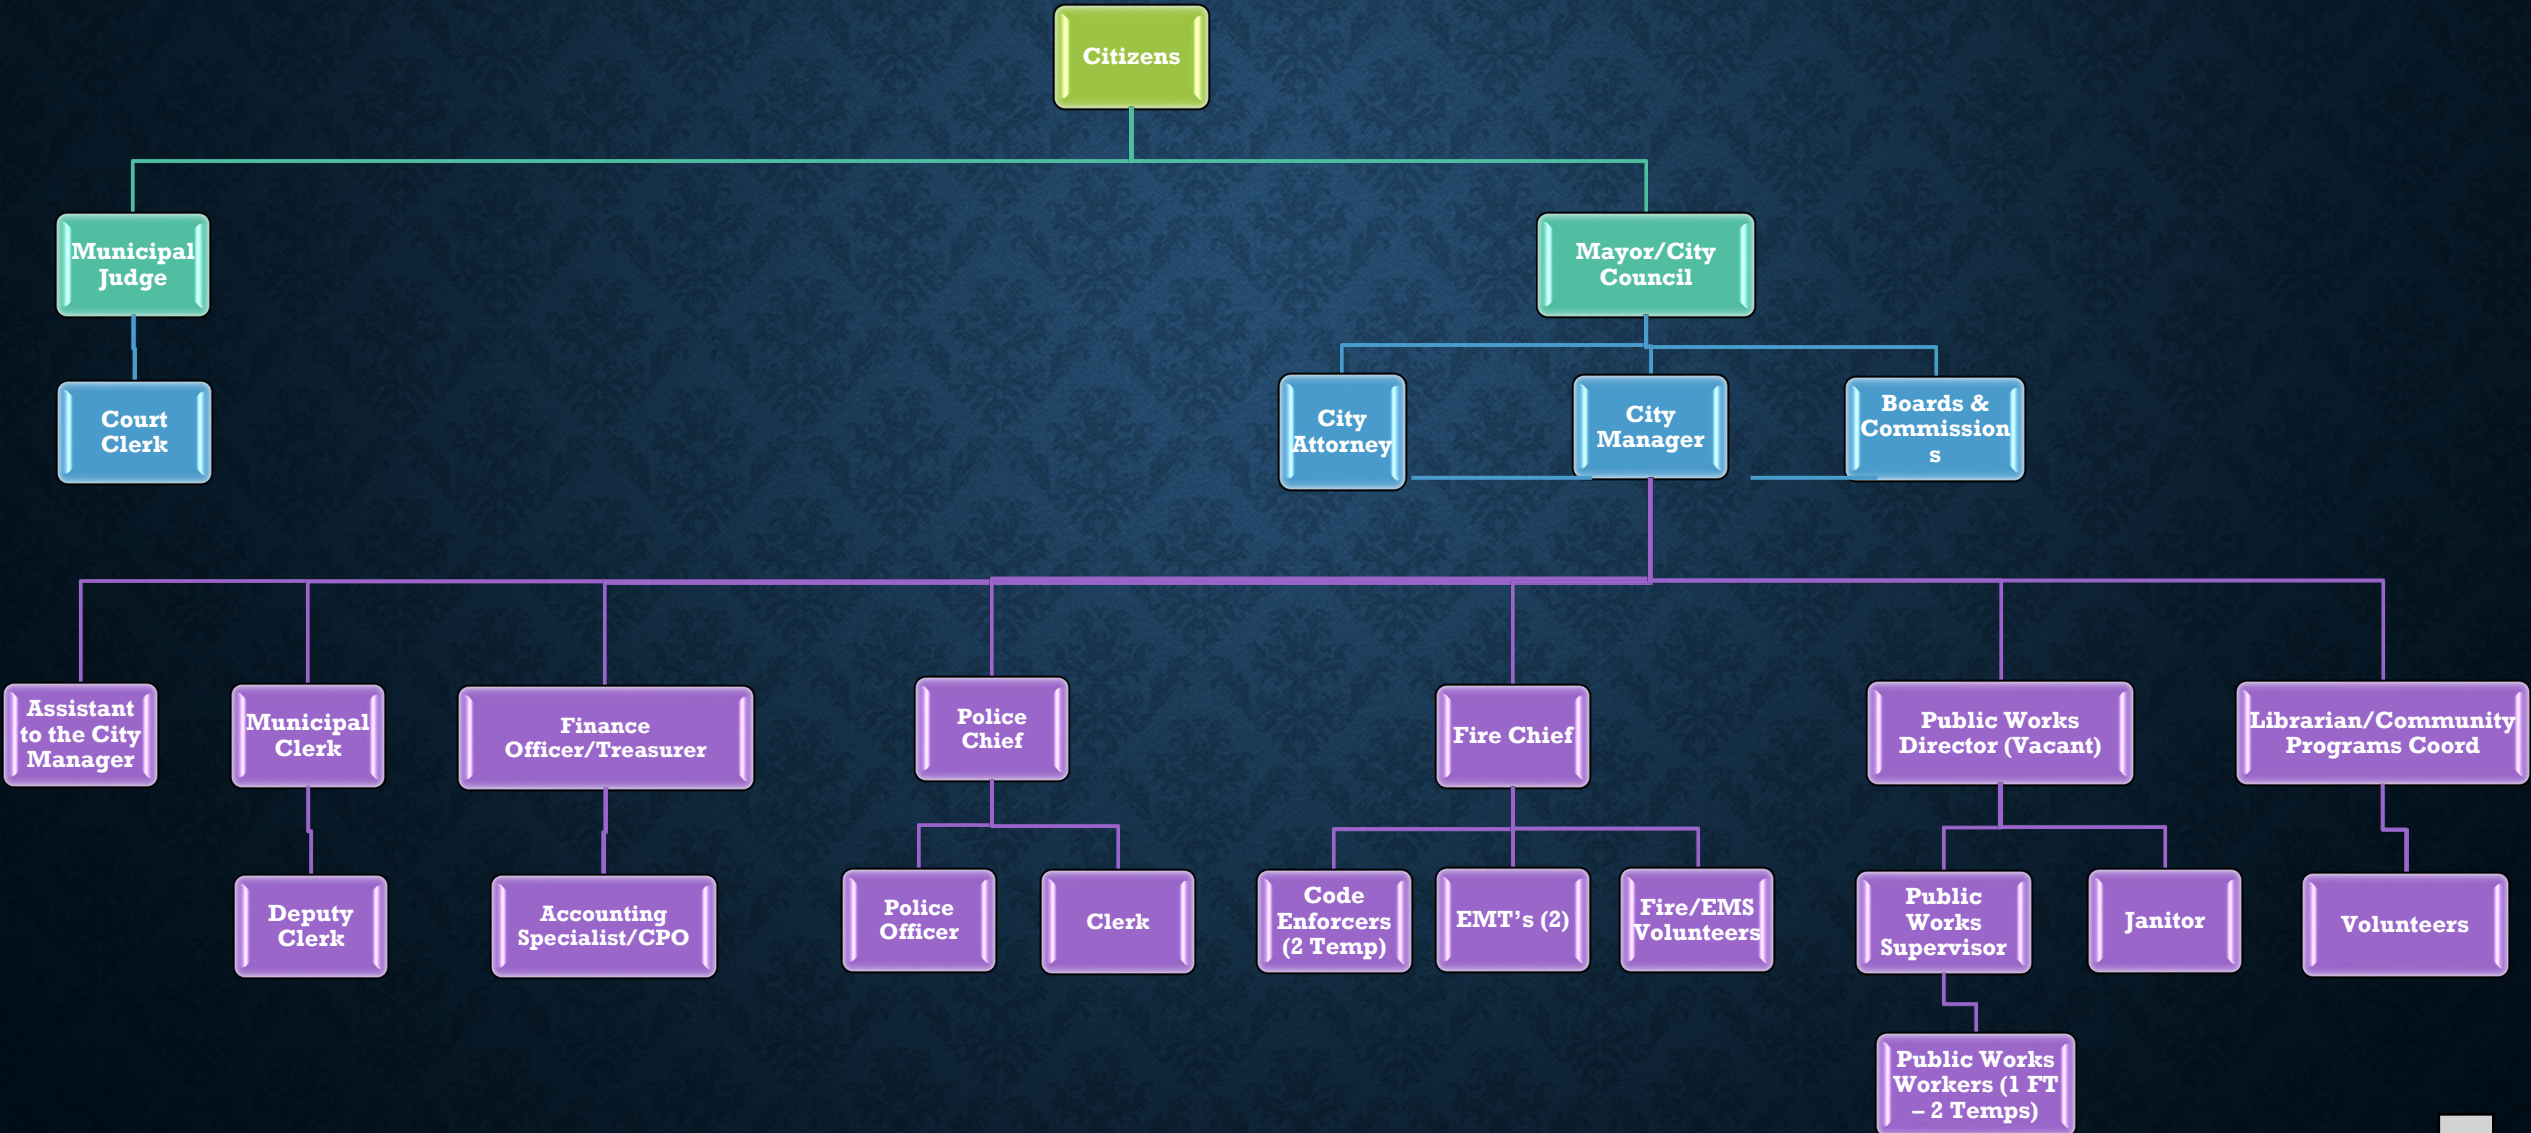 Citizens
Municipal
Judge
Mayor/City
Council
Court
Clerk
City
Attorney
City
Manager
Boards &
Commission
s
Assistant
to the City
Manager
Municipal
Clerk
Finance
Officer/Treasurer
Police
Chief
Fire Chief
Public Works
Director (Vacant)
Librarian/Community
Programs Coord
Deputy
Clerk
Accounting
Specialist/CPO
Police
Officer
Clerk
Code
Enforcers
(2 Temp)
EMT’s (2)
Fire/EMS
Volunteers
Public
Works
Supervisor
Janitor
Volunteers
Public Works
Workers (1 FT
– 2 Temps)